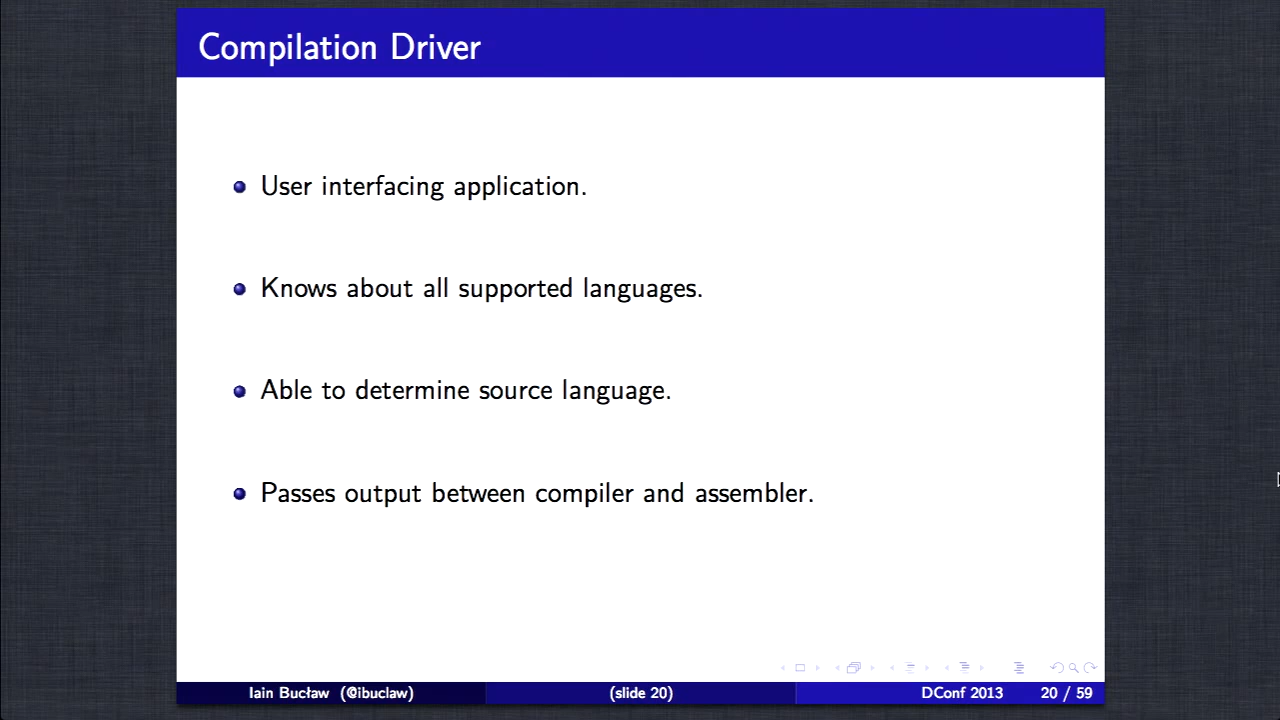 Compilation Driver
User interfacing application.
Knows about all supported languages.
Able to determine source language.
Passes output between compiler and assembler.
Iain Bucław (@ibuclaw) (slide 20) DConf 2013 20 / 59